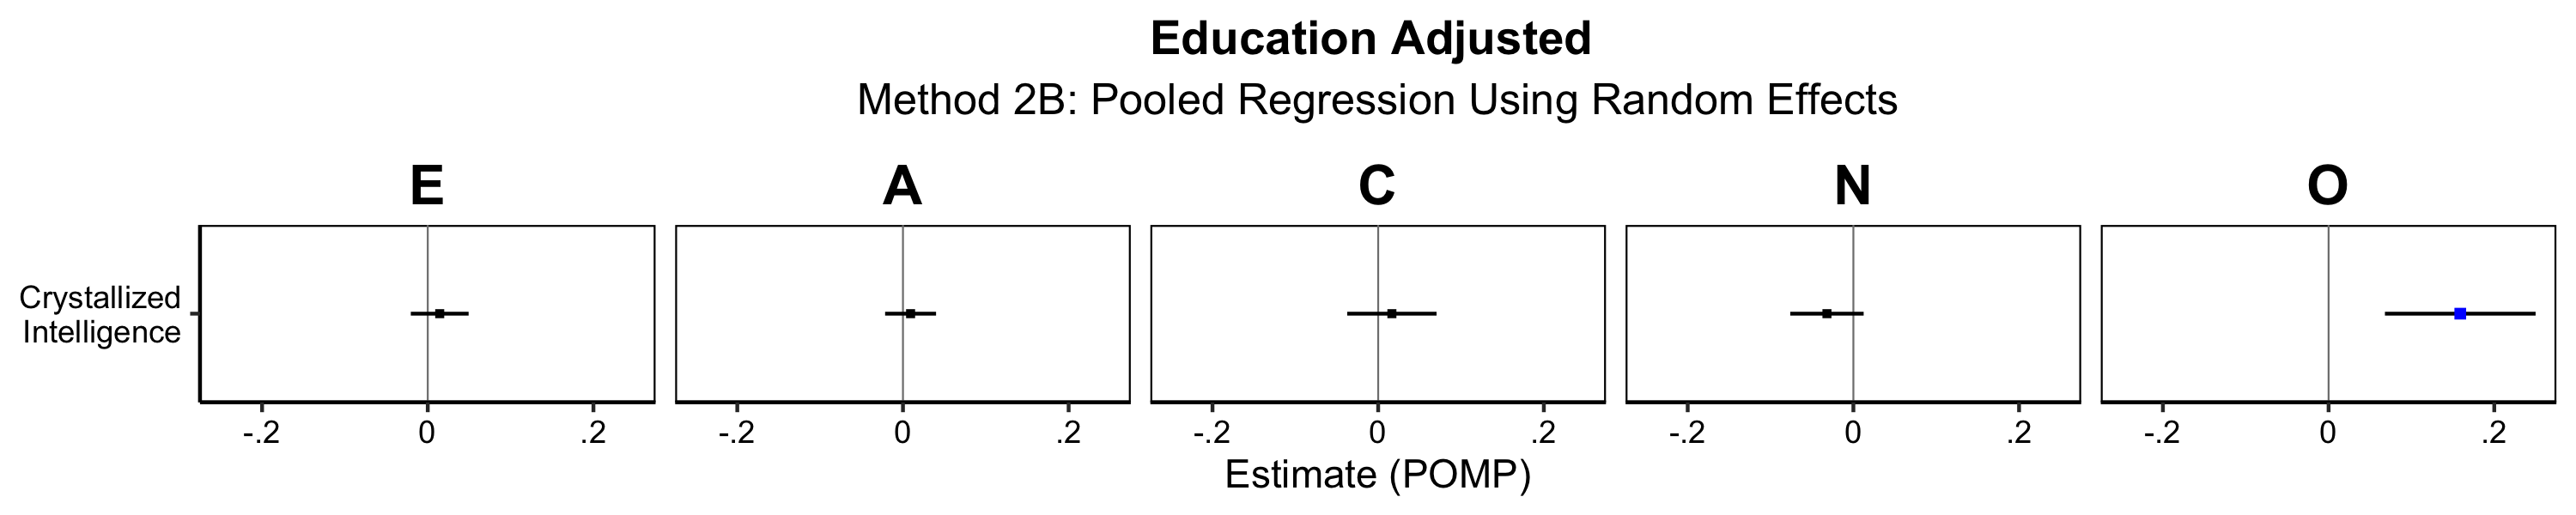 Education Adjusted
Method 2B: Pooled Regression Using Random Effects
E A C N O
Crystallized
Intelligence
-.2 0 .2 -.2 0 .2 -.2 0 .2 -.2 0 .2 -.2 0 .2
Estimate (POMP)